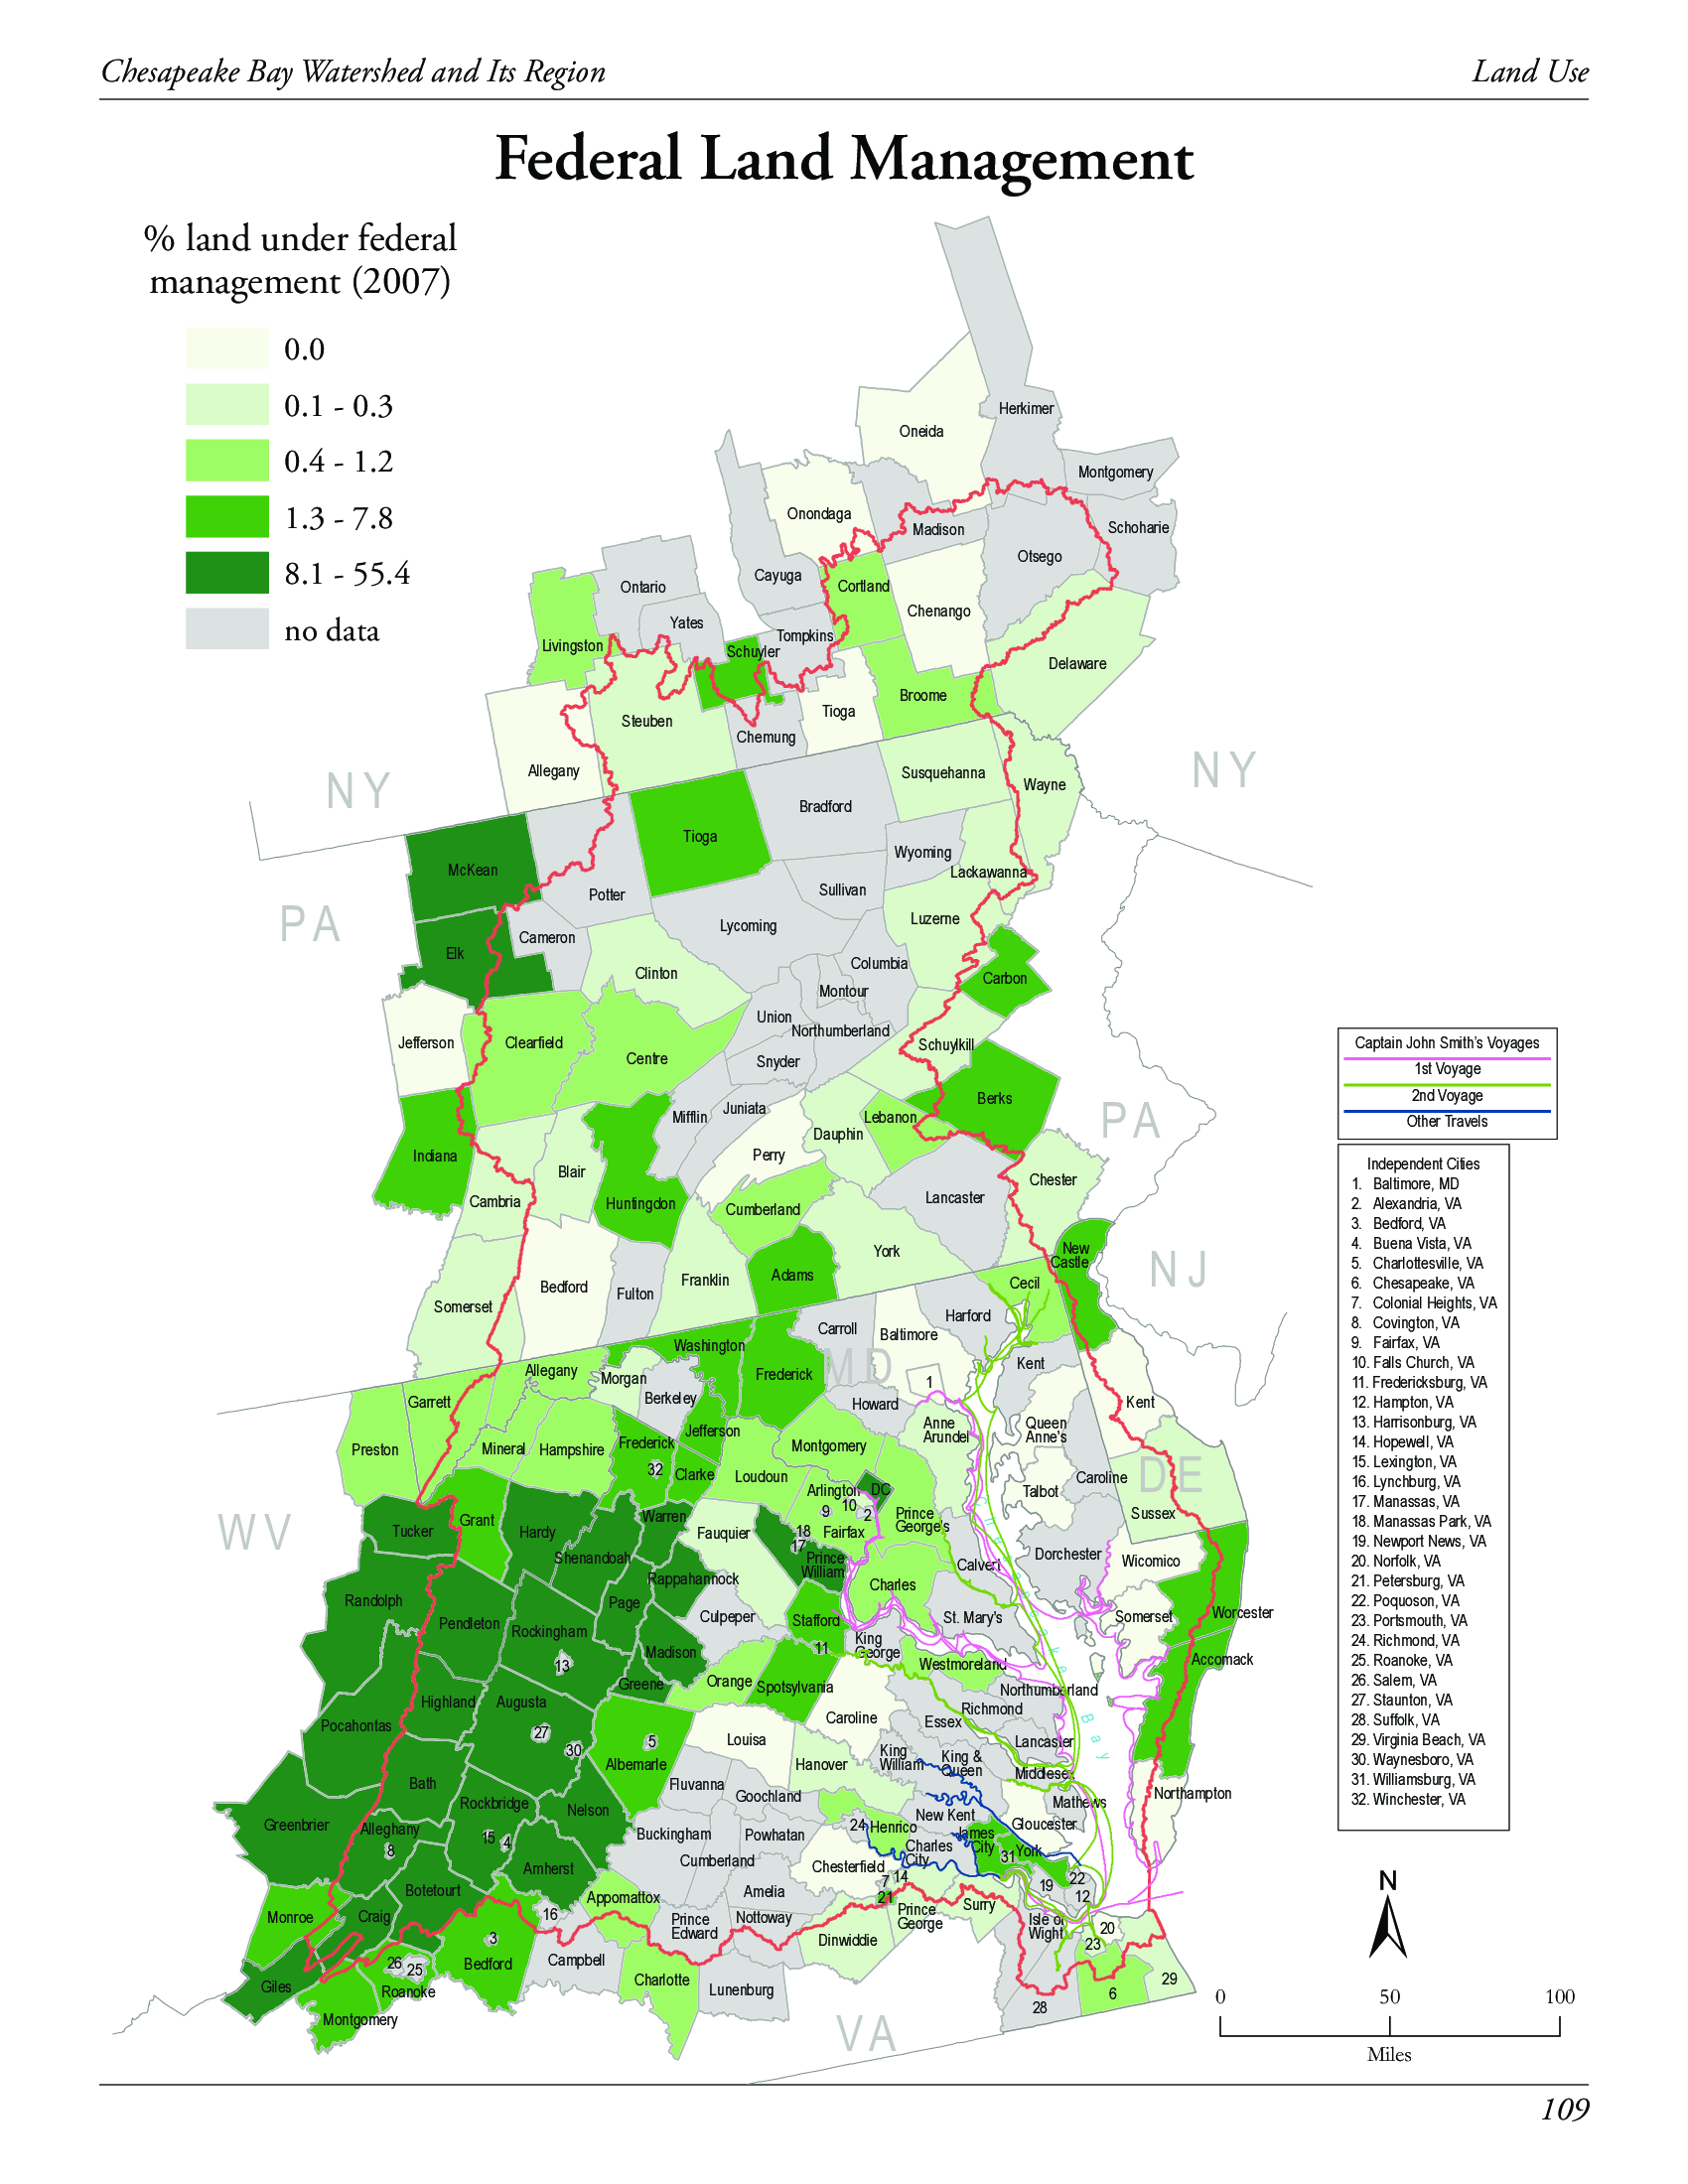 Chesapeake Bay Watershed and Its Region
Land Use
Federal Land Management
% land under federal
management (2007)
0.0
0.1 - 0.3
0.4 - 1.2
1.3 - 7.8
8.1 - 55.4
no data
Herkimer
Oneida
Montgomery
Onondaga
Madison
Schoharie
Otsego
Cayuga
Cortland
Ontario
Chenango
Yates
Tompkins
Livingston
Schuyler
Delaware
Broome
Steuben
Tioga
Chemung
Allegany
NY
NY
Susquehanna
Wayne
Bradford
Tioga
Wyoming
McKean
Lackawanna
Potter
Sullivan
PA
Luzerne
Lycoming
Cameron
Elk
Clinton
Columbia
Carbon
Montour
Union
Northumberland
Jefferson
Clearfield
Centre
Schuylkill
Snyder
Berks
Mifflin
Juniata
Lebanon
PA
Dauphin
Indiana
Perry
Blair
Chester
Cambria
Huntingdon
Lancaster
Cumberland
New
Castle
York
NJ
Adams
Franklin
Cecil
Bedford
Fulton
Somerset
Harford
Carroll
Baltimore
Washington
MD
Kent
Allegany
Morgan
Frederick
1
Berkeley
Garrett
Howard
Kent
Anne
Arundel
Queen
Anne's
Jefferson
Frederick
Montgomery
Preston
Mineral
Hampshire
32
Clarke
Loudoun
Caroline
DE
Talbot
Arlington
DC
10
9
2
Sussex
Warren
Prince
George's
Grant
WV
Tucker
Hardy
Fauquier
18
Fairfax
17
Shenandoah
Prince
William
Dorchester
Wicomico
Calvert
Rappahannock
Charles
Randolph
Page
Culpeper
Stafford
St. Mary's
Somerset
Worcester
Pendleton
Rockingham
11
King
George
Madison
Accomack
13
Westmoreland
Greene
Orange
Spotsylvania
Northumberland
Highland
Augusta
Richmond
Pocahontas
27
Caroline
Essex
Louisa
5
30
Lancaster
Albemarle
King
William
King &
Queen
Hanover
Middlesex
Bath
Fluvanna
Northampton
Goochland
Rockbridge
Mathews
Nelson
New Kent
Gloucester
Greenbrier
Alleghany
24
Henrico
James
City
Buckingham
Powhatan
15
4
8
Charles
City
York
31
Cumberland
Chesterfield
Amherst
22
7
14
19
Botetourt
Amelia
12
Appomattox
21
Surry
Monroe
Craig
16
Prince
Edward
Nottoway
Prince
George
Isle of
Wight
20
3
Dinwiddie
23
26
25
Bedford
Campbell
Charlotte
Lunenburg
29
Giles
Roanoke
6
28
Montgomery
VA
Chesapeake Bay
Captain John Smith's Voyages
1st Voyage
2nd Voyage
Other Travels
Independent Cities
1. Baltimore, MD
2 Alexandria, VA
3. Bedford, VA
4. Buena Vista, VA
5. Charlottesville, VA
6. Chesapeake, VA
7. Colonial Heights, VA
8. Covington, VA
9. Fairfax, VA
10. Falls Church, VA
11. Fredericksburg, VA
12. Hampton, VA
13. Harrisonburg, VA
14. Hopewell, VA
15. Lexington, VA
16. Lynchburg, VA
17. Manassas, VA
18. Manassas Park, VA
19. Newport News, VA
20. Norfolk, VA
21. Petersburg, VA
22. Poquoson, VA
23. Portsmouth, VA
24. Richmond, VA
25. Roanoke, VA
26. Salem, VA
27. Staunton, VA
28. Suffolk, VA
29. Virginia Beach, VA
30. Waynesboro, VA
31. Williamsburg, VA
32. Winchester, VA
N
0
50
100
Miles
109